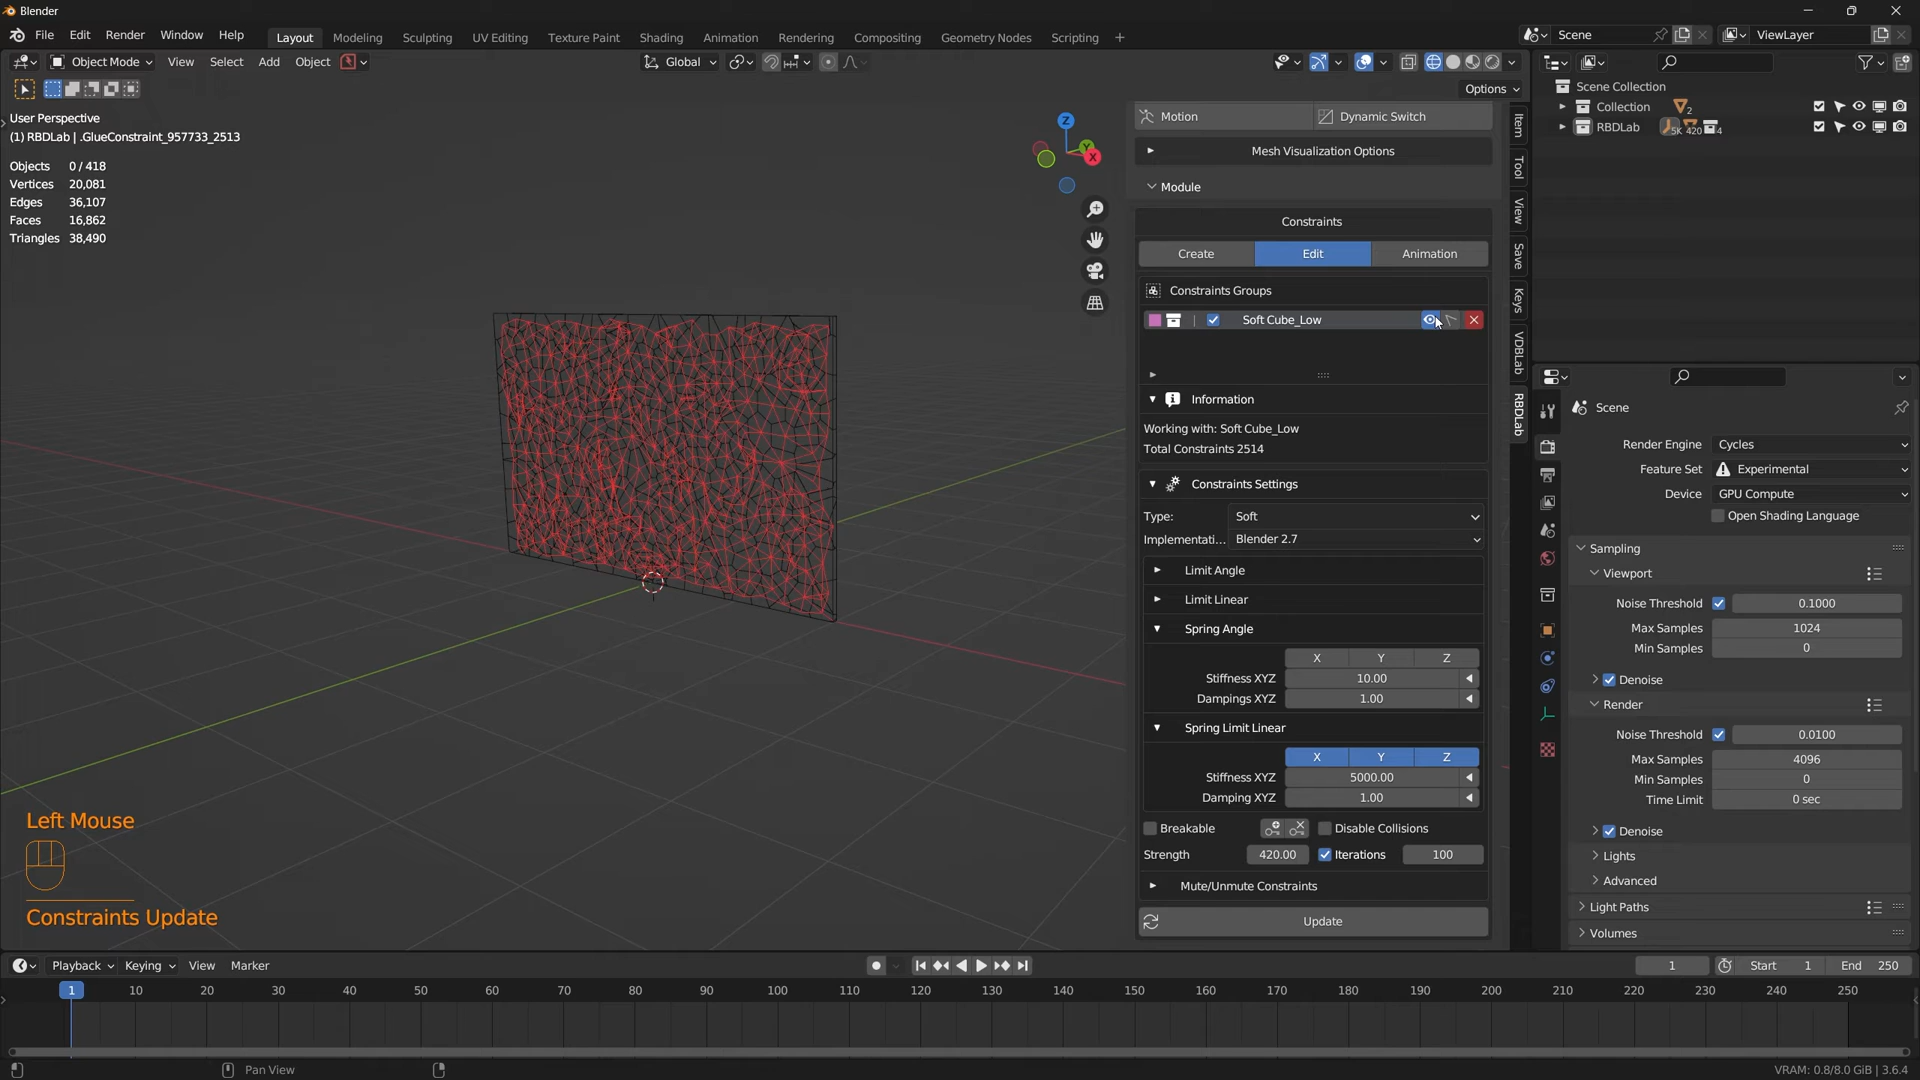 Blender
File Edit Render Window Help Layout Modeling Sculpting UV Editing Texture Paint Shading Animation Rendering Compositing Geometry Nodes Scripting + Scene ViewLayer
Object Mode View Select Add Object Global
Options
User Perspective
(1) RBDLab | .GlueConstraint_957733_2513
Objects 0/418
Vertices 20,081
Edges 36,107
Faces 16,862
Triangles 38,490
Z
Y
X
Motion Dynamic Switch
Mesh Visualization Options
Module
Constraints
Create Edit Animation
Constraints Groups
Soft Cube_Low
Information
Working with: Soft Cube_Low
Total Constraints 2514
Constraints Settings
Type: Soft
Implementati... Blender 2.7
Limit Angle
Limit Linear
Spring Angle
X Y Z
Stiffness XYZ 10.00
Dampings XYZ 1.00
Spring Limit Linear
X Y Z
Stiffness XYZ 5000.00
Damping XYZ 1.00
Breakable Disable Collisions
Strength 420.00 Iterations 100
Mute/Unmute Constraints
Update
Item
Tool
View
Save
Keys
VDBLab
RBDLab
Scene Collection
Collection 2
RBDLab 5K 420 4
Scene
Render Engine Cycles
Feature Set Experimental
Device GPU Compute
Open Shading Language
Sampling
Viewport
Noise Threshold 0.1000
Max Samples 1024
Min Samples 0
Denoise
Render
Noise Threshold 0.0100
Max Samples 4096
Min Samples 0
Time Limit 0 sec
Denoise
Lights
Advanced
Light Paths
Volumes
Left Mouse
Constraints Update
Playback Keying View Marker 1 Start 1 End 250
1 10 20 30 40 50 60 70 80 90 100 110 120 130 140 150 160 170 180 190 200 210 220 230 240 250
Pan View VRAM: 0.8/8.0 GiB | 3.6.4